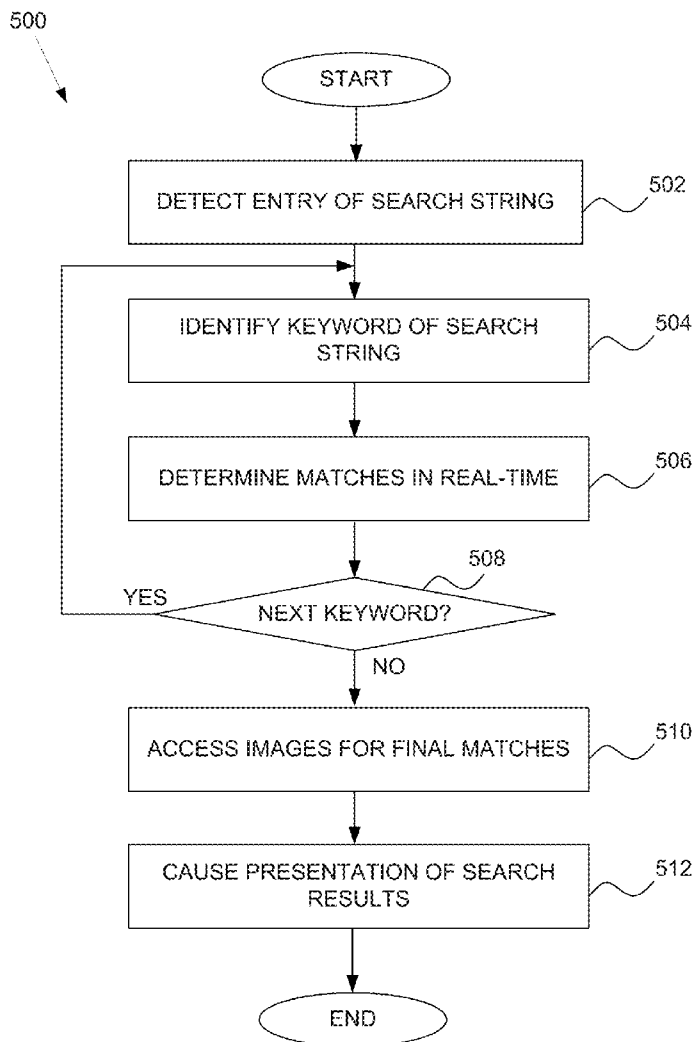 500
START
DETECT ENTRY OF SEARCH STRING
502
IDENTIFY KEYWORD OF SEARCH
STRING
504
DETERMINE MATCHES IN REAL-TIME
506
508
YES
NEXT KEYWORD?
NO
ACCESS IMAGES FOR FINAL MATCHES
510
CAUSE PRESENTATION OF SEARCH
RESULTS
512
END